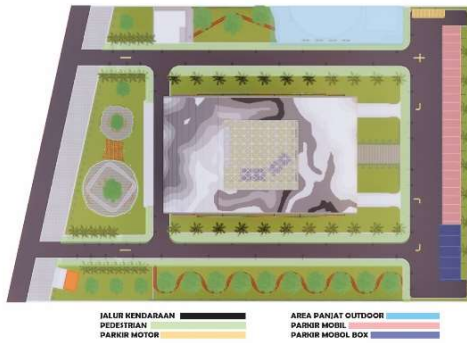 JALUR KENDARAAN
PEDESTRIAN
PARKIR MOTOR
AREA PANJAT OUTDOOR
PARKIR MOBIL
PARKIR MOBOL BOX